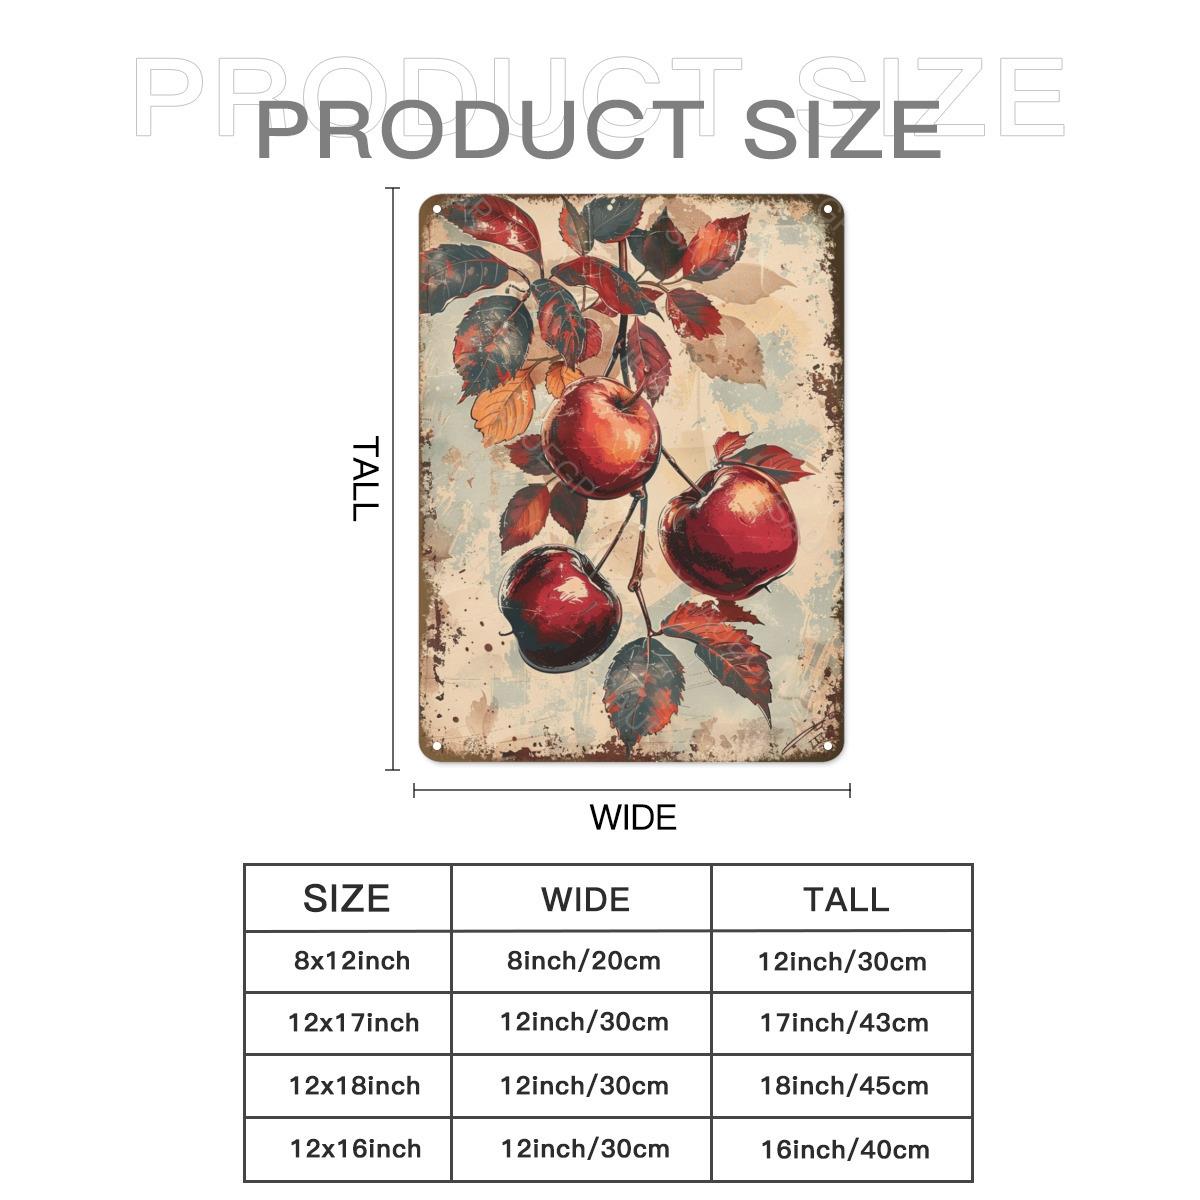 PRODUCT SIZE
PRODUCT SIZE
TALL
WIDE
SIZE WIDE TALL
8x12inch 8inch/20cm 12inch/30cm
12x17inch 12inch/30cm 17inch/43cm
12x18inch 12inch/30cm 18inch/45cm
12x16inch 12inch/30cm 16inch/40cm